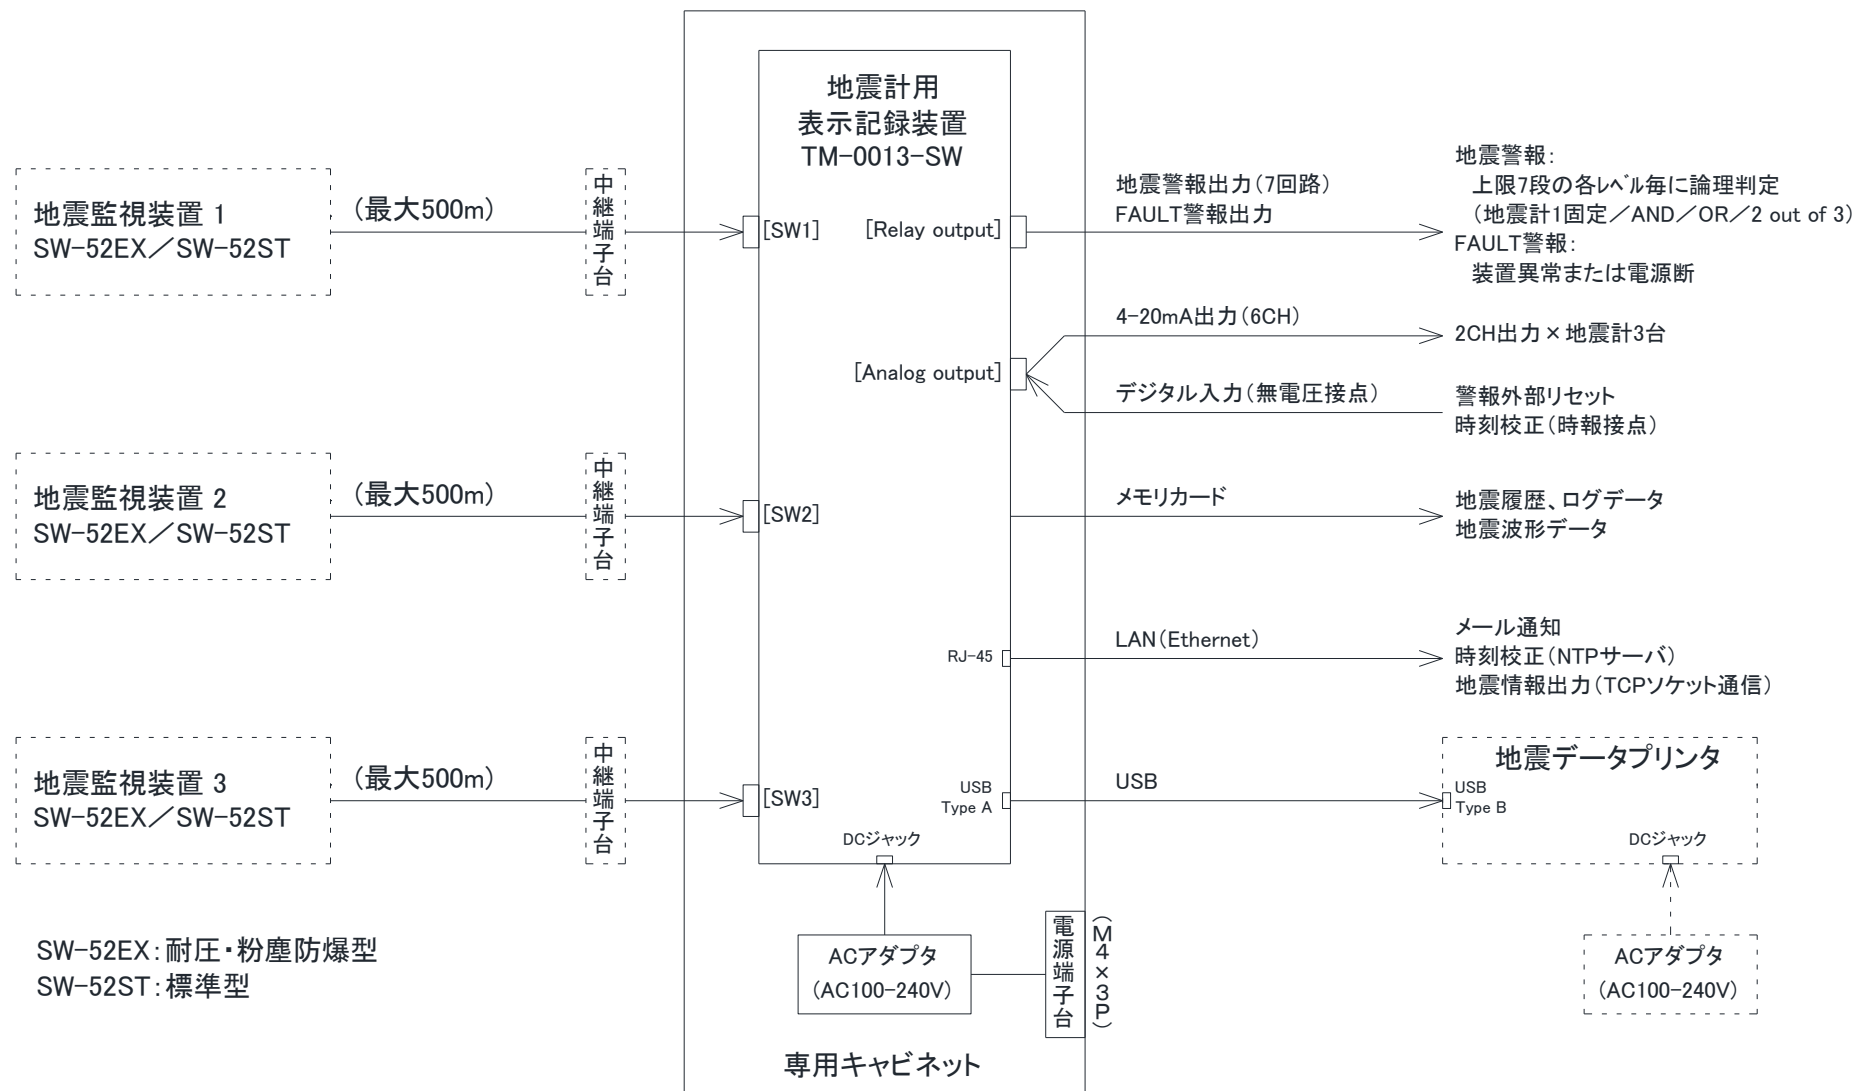 地震計用
表示記録装置
TM-0013-SW
地震監視装置 1
SW-52EX／SW-52ST
(最大500m)
中継端子台
[SW1]
[Relay output]
地震警報出力(7回路)
FAULT警報出力
地震警報:
上限7段の各ﾚﾍﾞﾙ毎に論理判定
(地震計1固定／AND／OR／2 out of 3)
FAULT警報:
装置異常または電源断
[Analog output]
4-20mA出力(6CH)
2CH出力×地震計3台
デジタル入力(無電圧接点)
警報外部リセット
時刻校正(時報接点)
地震監視装置 2
SW-52EX／SW-52ST
(最大500m)
中継端子台
[SW2]
メモリカード
地震履歴、ログデータ
地震波形データ
RJ-45
LAN(Ethernet)
メール通知
時刻校正(NTPサーバ)
地震情報出力(TCPソケット通信)
地震監視装置 3
SW-52EX／SW-52ST
(最大500m)
中継端子台
[SW3]
USB
Type A
USB
地震データプリンタ
USB
Type B
DCジャック
DCジャック
SW-52EX:耐圧・粉塵防爆型
SW-52ST:標準型
ACアダプタ
(AC100-240V)
電源端子台
(M4×3P)
ACアダプタ
(AC100-240V)
専用キャビネット